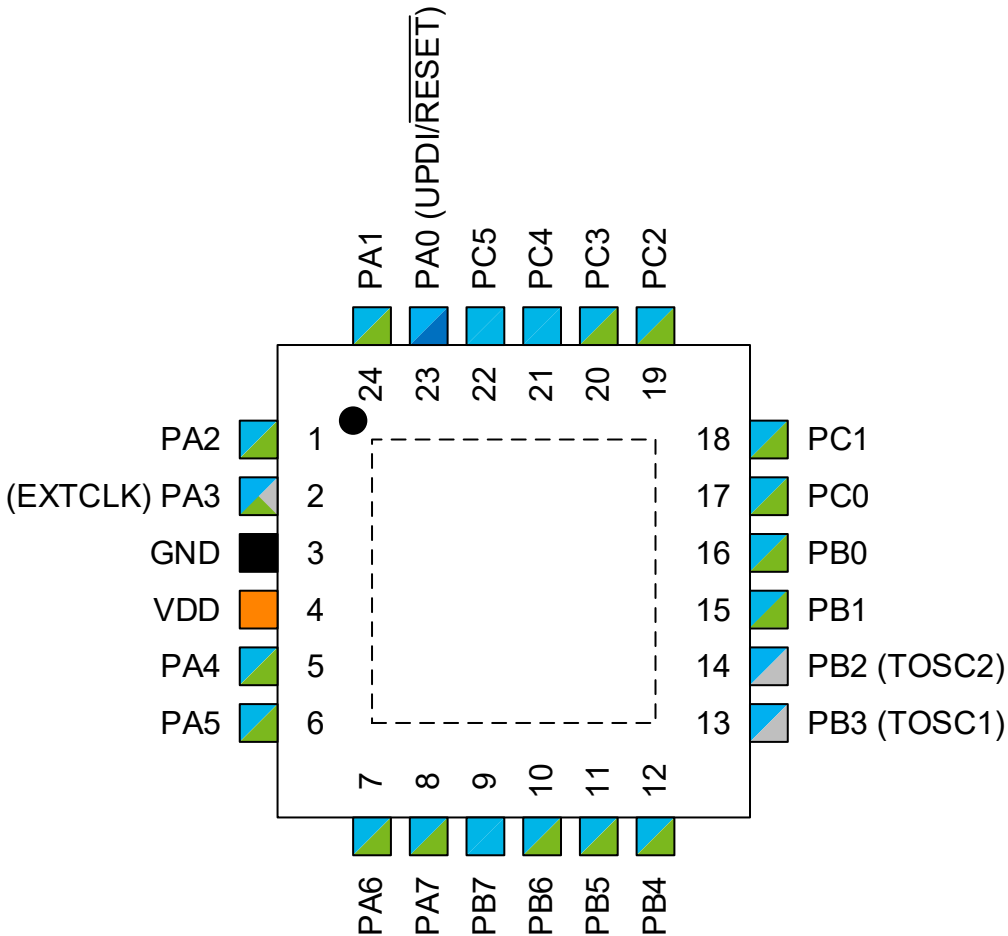 PA1
PA0 (UPDI/RESET)
PC5
PC4
PC3
PC2
24
23
22
21
20
19
PA2
1
(EXTCLK) PA3
2
GND
3
VDD
4
PA4
5
PA5
6
18
PC1
17
PC0
16
PB0
15
PB1
14
PB2 (TOSC2)
13
PB3 (TOSC1)
7
8
9
10
11
12
PA6
PA7
PB7
PB6
PB5
PB4